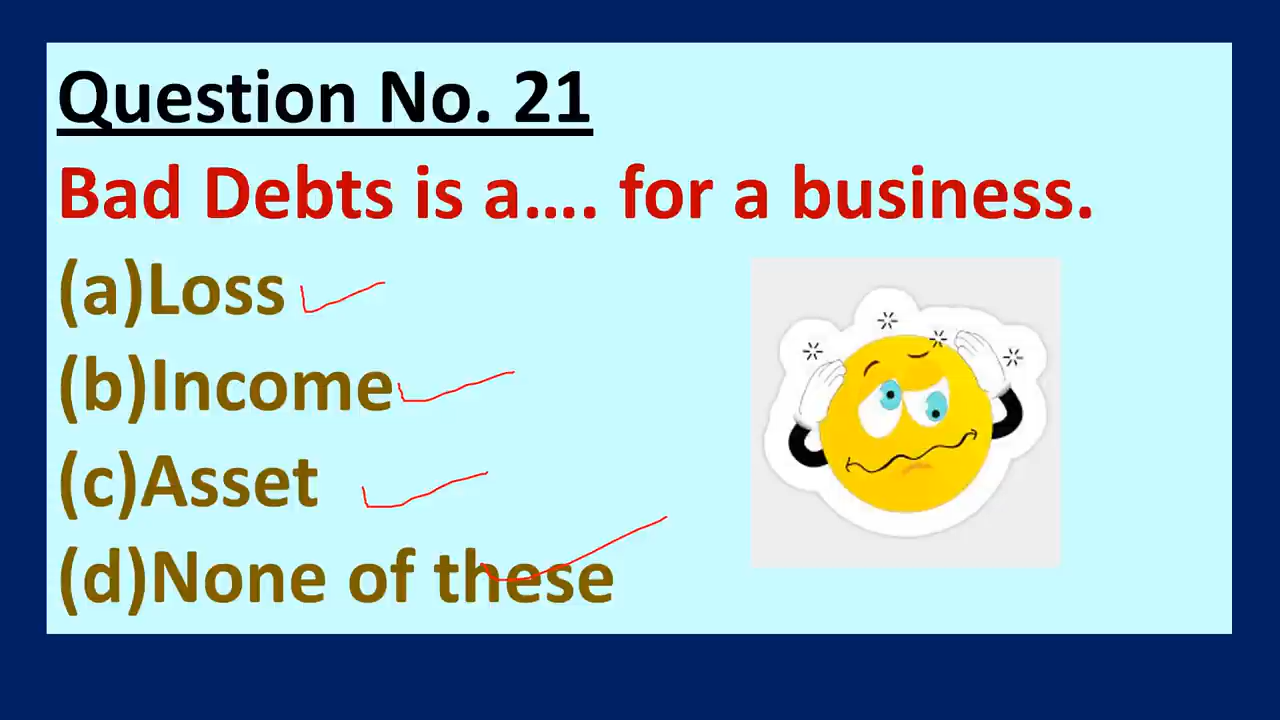 Question No. 21
Bad Debts is a.... for a business.
(a)Loss
(b)Income
(c)Asset
(d)None of these